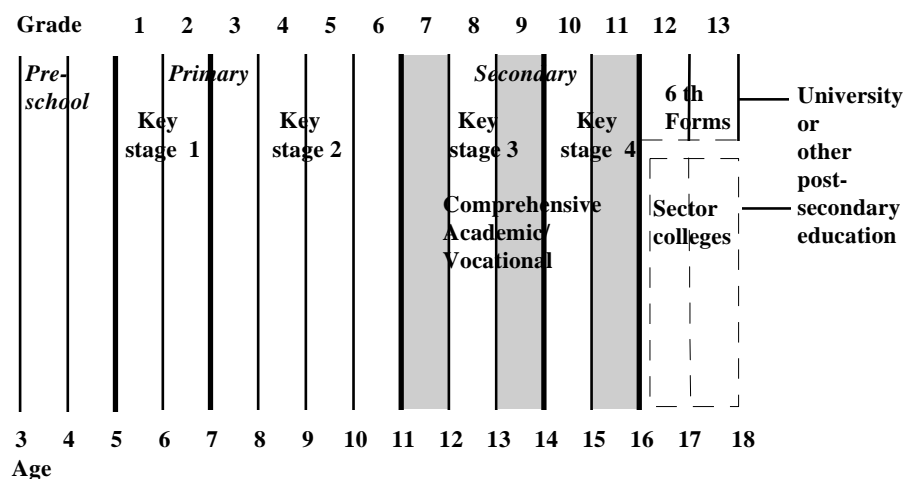 Grade 1 2 3 4 5 6 7 8 9 10 11 12 13
Pre-
school
Primary
Secondary
Key
stage 1
Key
stage 2
Key
stage 3
Key
stage 4
6 th
Forms
Comprehensive
Academic/
Vocational
Sector
colleges
University
or
other
post-
secondary
education
3 4 5 6 7 8 9 10 11 12 13 14 15 16 17 18
Age